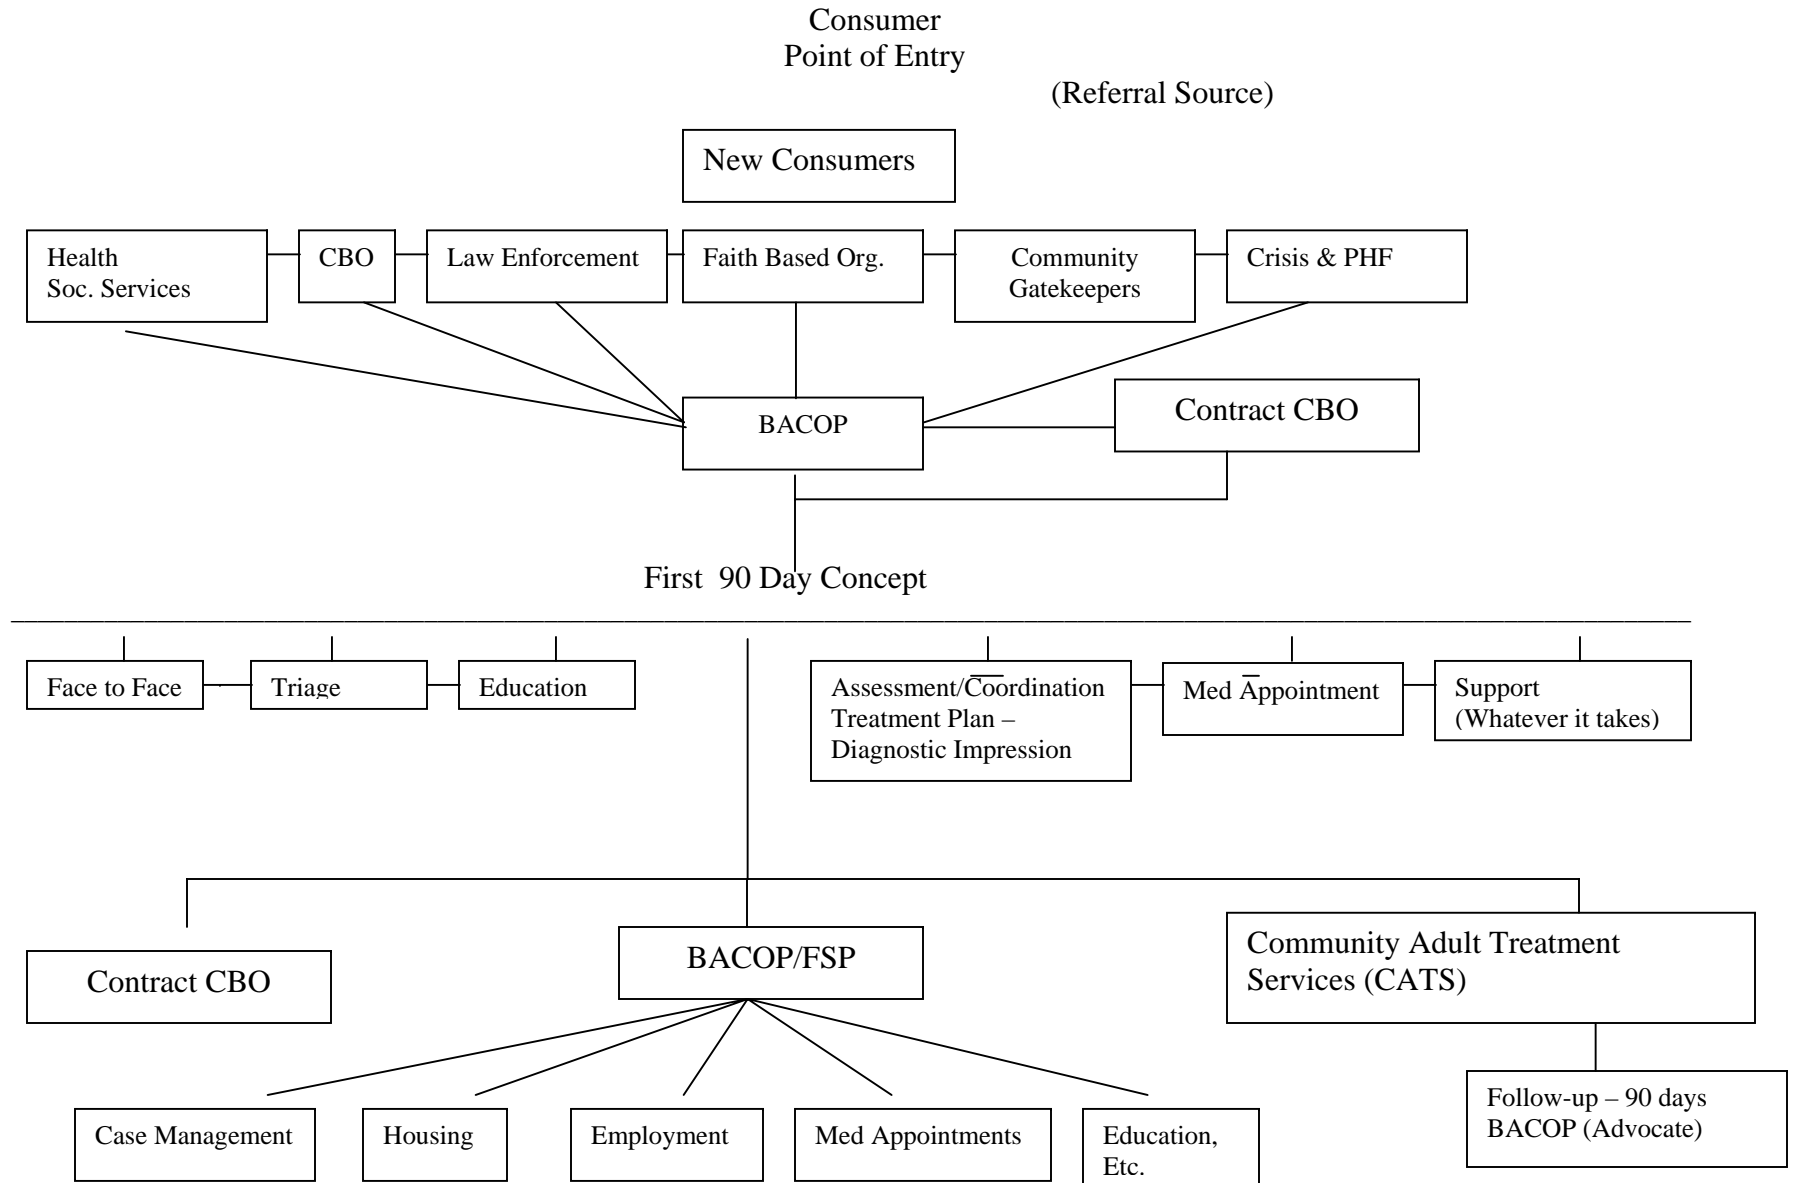 Consumer
Point of Entry
(Referral Source)
New Consumers
Health
Soc. Services
CBO
Law Enforcement
Faith Based Org.
Community
Gatekeepers
Crisis & PHF
BACOP
Contract CBO
First 90 Day Concept
Face to Face
Triage
Education
Assessment/Coordination
Treatment Plan –
Diagnostic Impression
Med Appointment
Support
(Whatever it takes)
Contract CBO
BACOP/FSP
Community Adult Treatment
Services (CATS)
Case Management
Housing
Employment
Med Appointments
Education,
Etc.
Follow-up – 90 days
BACOP (Advocate)